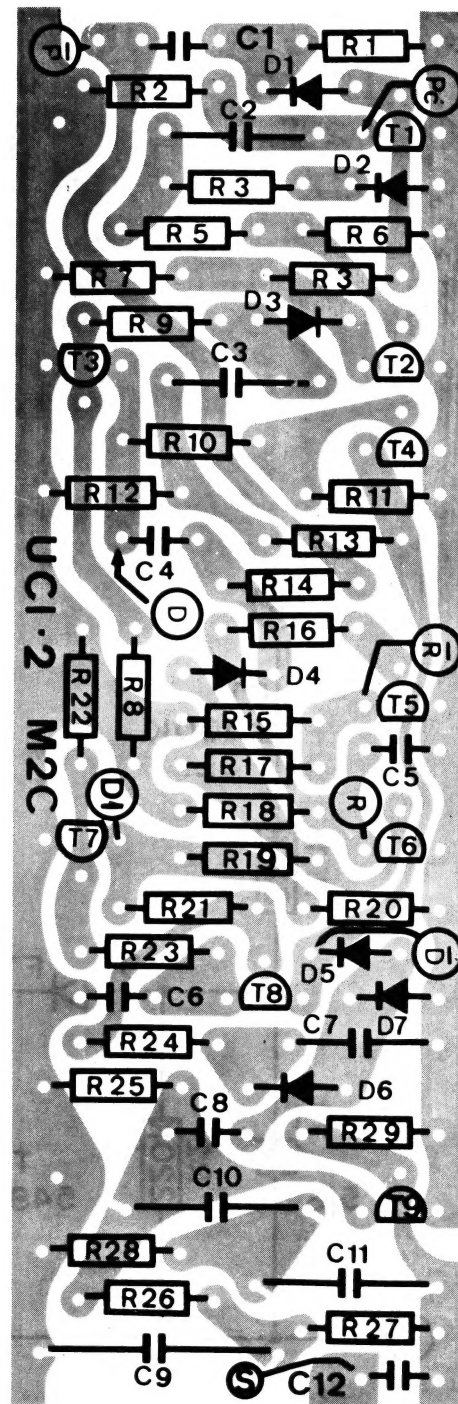 P̅ C1 R1
R2 D1 Pc̄
C2 T1
R3 D2
R5 R6
R7 R3
R9 D3
T3 C3 T2
R10 T4
R12 R11
C4 R13
D R14
R16 R̅
UCI·2 M2C
R22 R8 D4
R15 T5
R17 C5
DI R18 R
T7 R19 T6
R21 R20
R23 D5 D̅
C6 T8 D7
R24 C7
R25 D6
C8 R29
C10 T9
R28 C11
R26
R27
C9 S C12